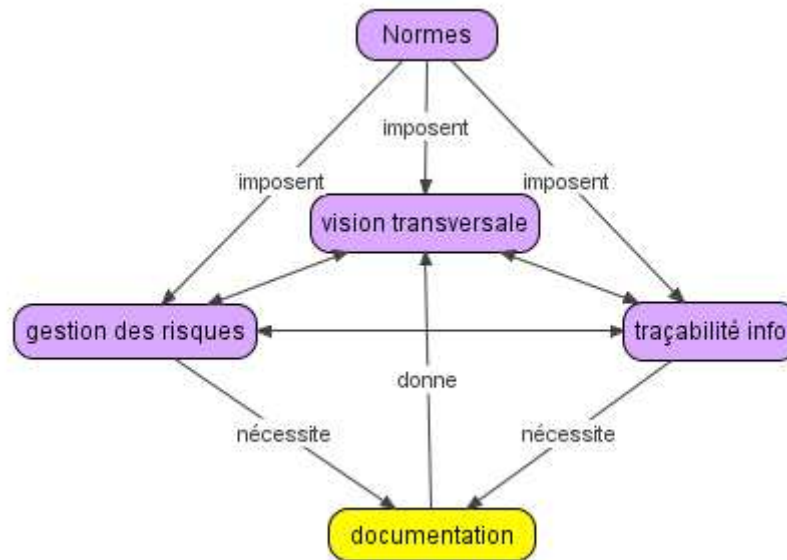 Normes
imposent
imposent
imposent
vision transversale
gestion des risques
traçabilité info
donne
nécessite
nécessite
documentation